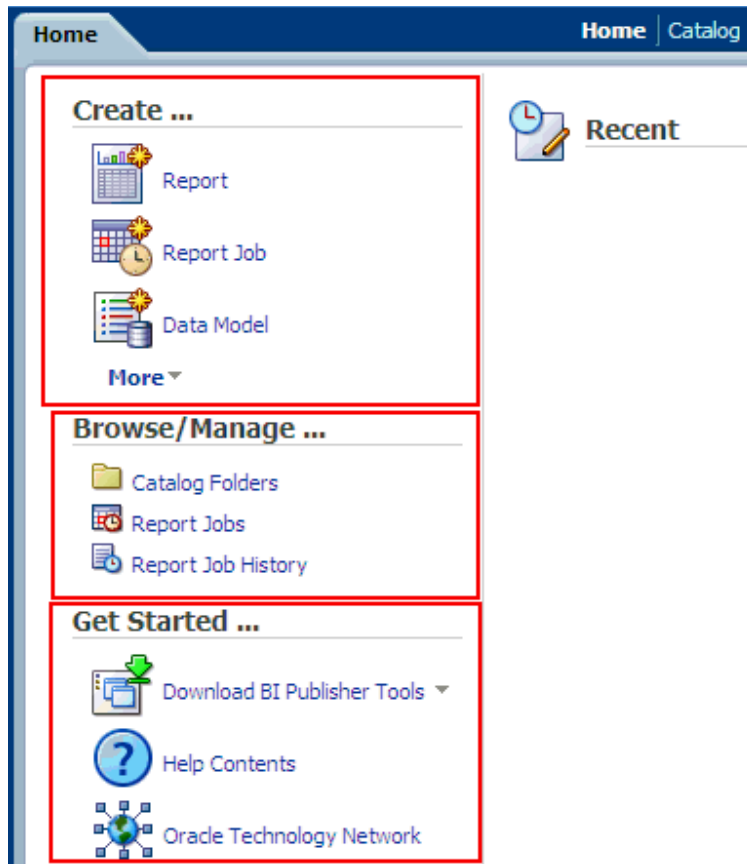 Home
Home Catalog
Create ...
Report
Report Job
Data Model
More
Browse/Manage ...
Catalog Folders
Report Jobs
Report Job History
Get Started ...
Download BI Publisher Tools
Help Contents
Oracle Technology Network
Recent